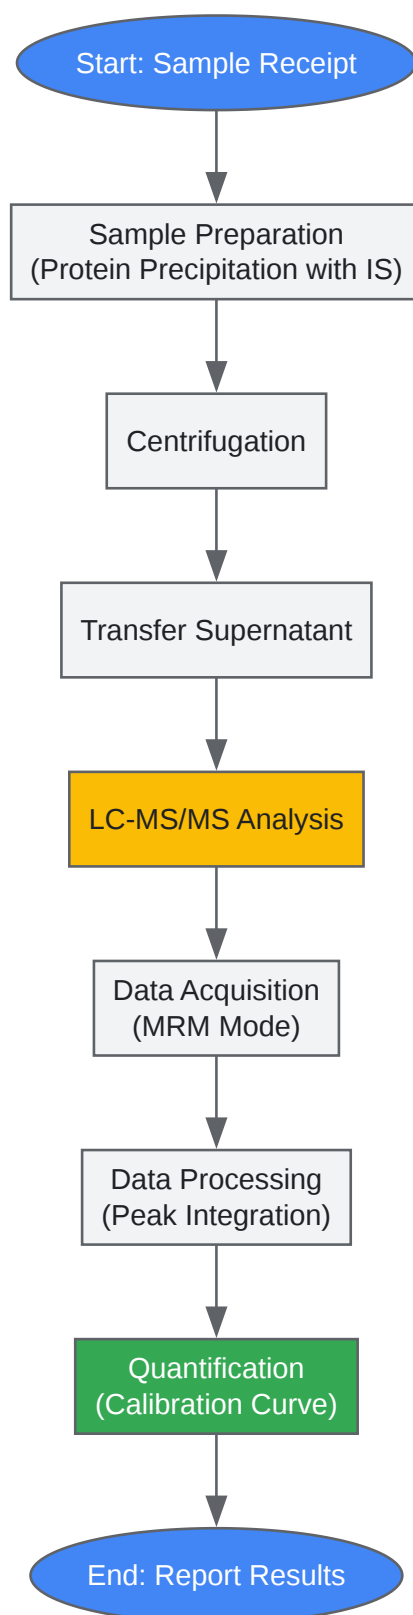 Start: Sample Receipt
Sample Preparation
(Protein Precipitation with IS)
Centrifugation
Transfer Supernatant
LC-MS/MS Analysis
Data Acquisition
(MRM Mode)
Data Processing
(Peak Integration)
Quantification
(Calibration Curve)
End: Report Results